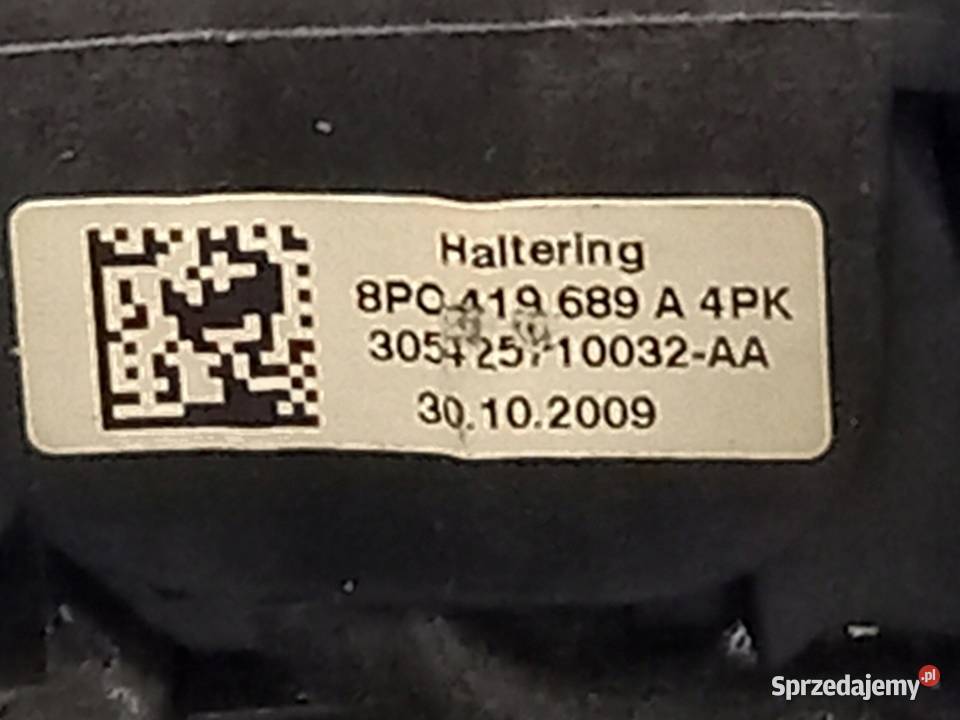 Haltering
8P0 419 689 A 4PK
30.10.2009
Sprzedajemy.pl